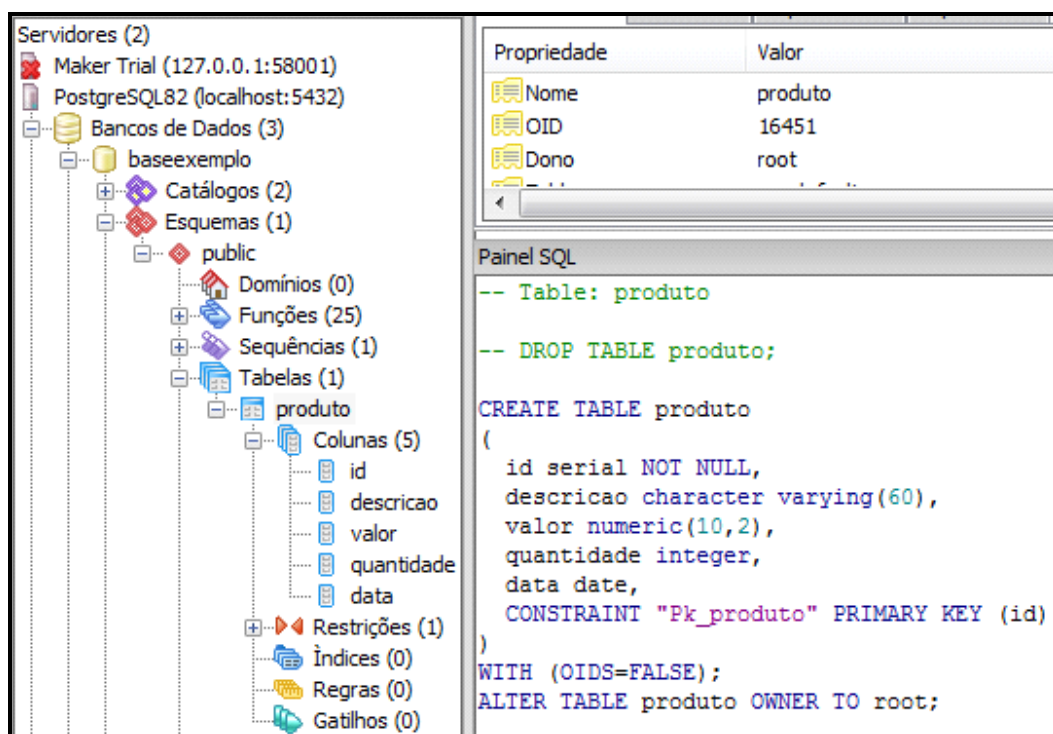 Servidores (2)
Maker Trial (127.0.0.1:58001)
PostgreSQL82 (localhost:5432)
Bancos de Dados (3)
baseexemplo
Catálogos (2)
Esquemas (1)
public
Domínios (0)
Funções (25)
Sequências (1)
Tabelas (1)
produto
Colunas (5)
id
descricao
valor
quantidade
data
Restrições (1)
Ìndices (0)
Regras (0)
Gatilhos (0)
Propriedade Valor
Nome produto
OID 16451
Dono root
Painel SQL
-- Table: produto
-- DROP TABLE produto;
CREATE TABLE produto
(
id serial NOT NULL,
descricao character varying(60),
valor numeric(10,2),
quantidade integer,
data date,
CONSTRAINT "Pk_produto" PRIMARY KEY (id)
)
WITH (OIDS=FALSE);
ALTER TABLE produto OWNER TO root;